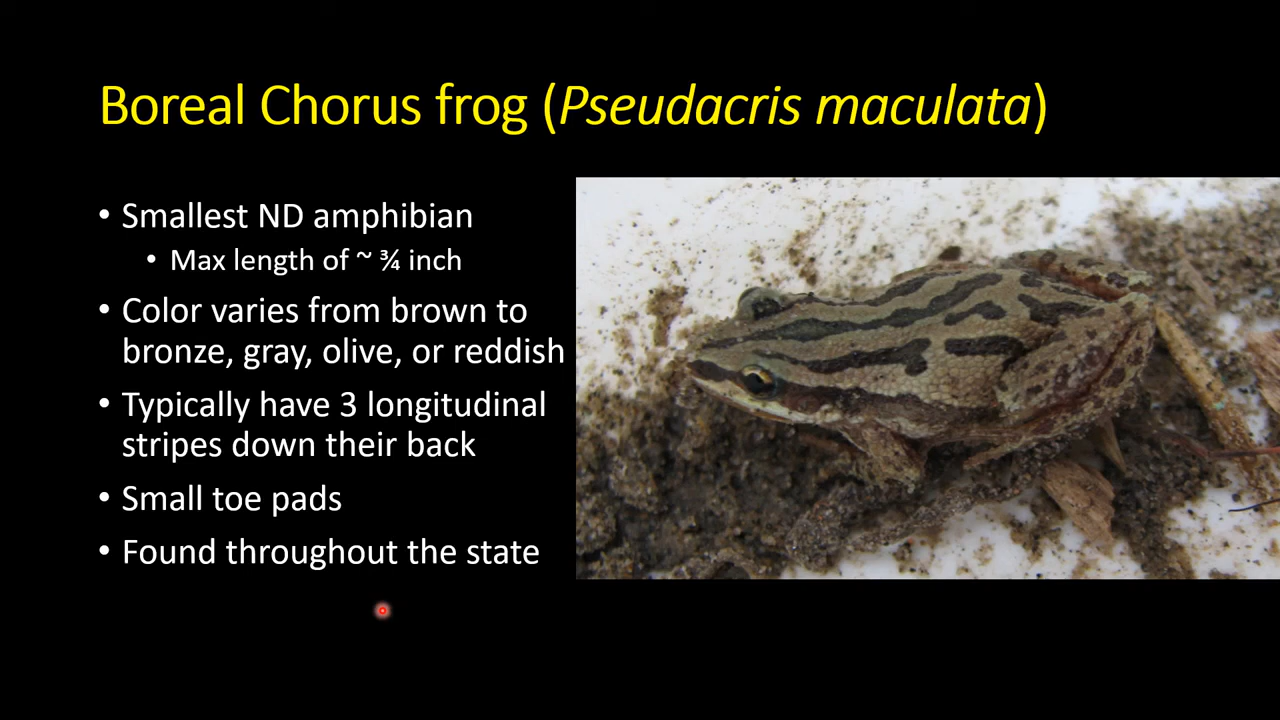 Boreal Chorus frog (Pseudacris maculata)
• Smallest ND amphibian
• Max length of ~ ¾ inch
• Color varies from brown to
bronze, gray, olive, or reddish
• Typically have 3 longitudinal
stripes down their back
• Small toe pads
• Found throughout the state